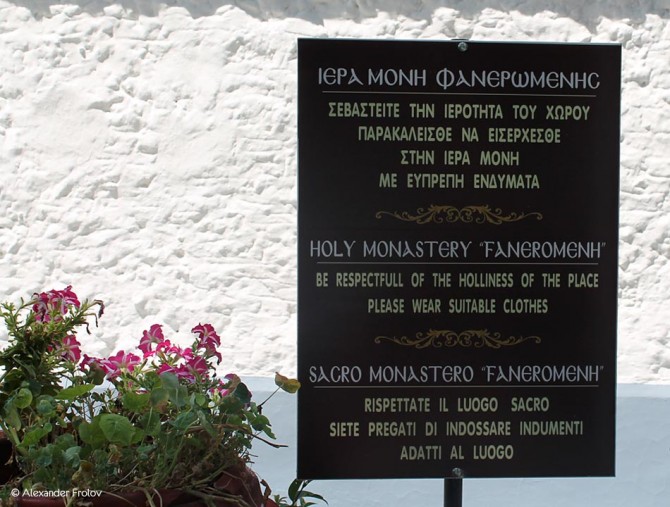 ΙΕΡΑ ΜΟΝΗ ΦΑΝΕΡΩΜΕΝΗC
ΣΕΒΑΣΤΕΙΤΕ ΤΗΝ ΙΕΡΟΤΗΤΑ ΤΟΥ ΧΩΡΟΥ
ΠΑΡΑΚΑΛΕΙΣΘΕ ΝΑ ΕΙΣΕΡΧΕΣΘΕ
ΣΤΗΝ ΙΕΡΑ ΜΟΝΗ
ΜΕ ΕΥΠΡΕΠΗ ΕΝΔΥΜΑΤΑ
HOLY MONASTERY "FANEROMENH"
BE RESPECTFULL OF THE HOLLINESS OF THE PLACE
PLEASE WEAR SUITABLE CLOTHES
SACRO MONASTERO "FANEROMENH"
RISPETTATE IL LUOGO SACRO
SIETE PREGATI DI INDOSSARE INDUMENTI
ADATTI AL LUOGO
© Alexander Frolov